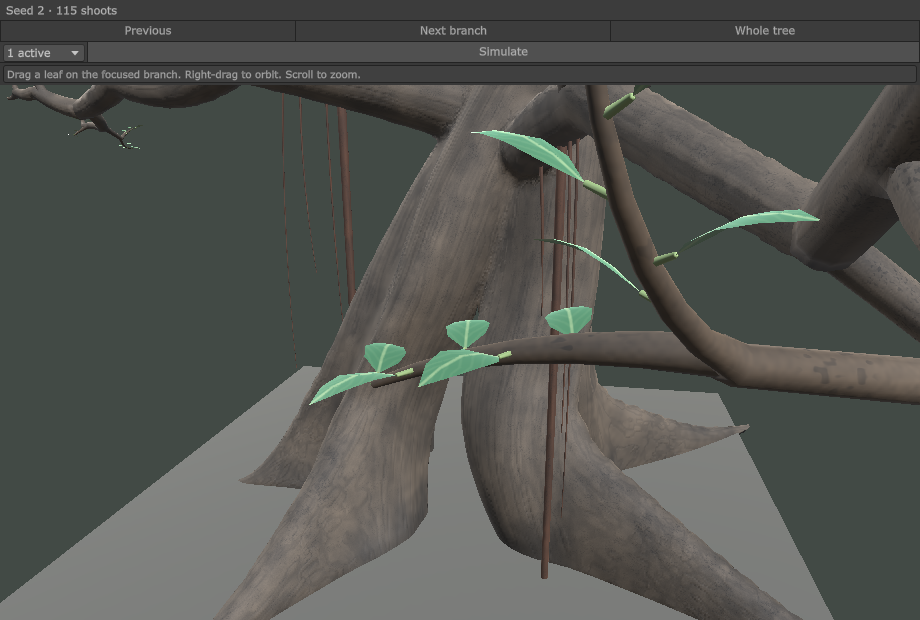 Seed 2 · 115 shoots
Previous
Next branch
Whole tree
1 active
Simulate
Drag a leaf on the focused branch. Right-drag to orbit. Scroll to zoom.